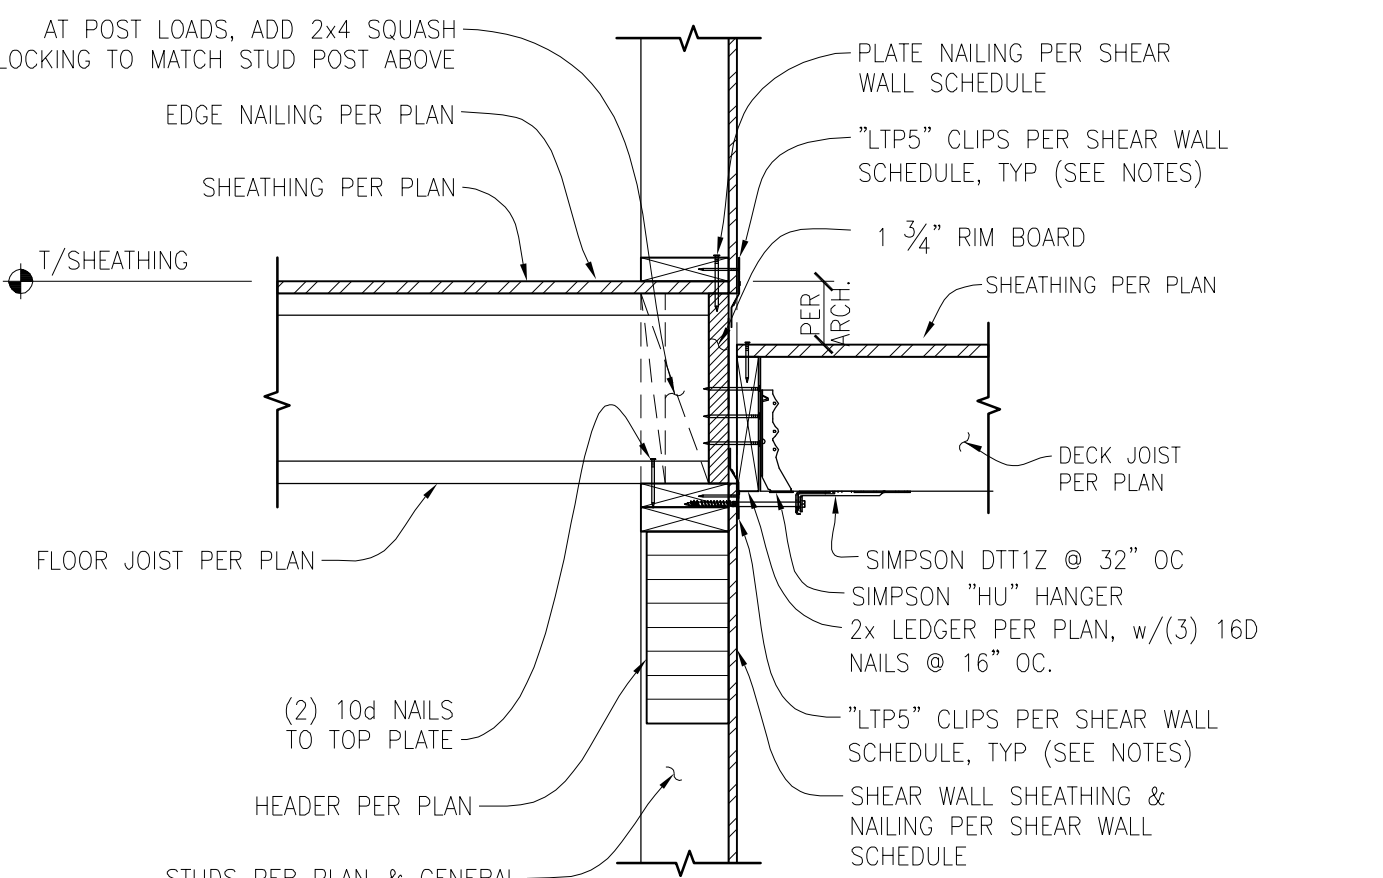 AT POST LOADS, ADD 2x4 SQUASH
LOCKING TO MATCH STUD POST ABOVE
EDGE NAILING PER PLAN
SHEATHING PER PLAN
T/SHEATHING
FLOOR JOIST PER PLAN
(2) 10d NAILS
TO TOP PLATE
HEADER PER PLAN
STUDS PER PLAN & GENERAL
PLATE NAILING PER SHEAR
WALL SCHEDULE
"LTP5" CLIPS PER SHEAR WALL
SCHEDULE, TYP (SEE NOTES)
1 3/4" RIM BOARD
SHEATHING PER PLAN
PER
ARCH.
DECK JOIST
PER PLAN
SIMPSON DTT1Z @ 32" OC
SIMPSON "HU" HANGER
2x LEDGER PER PLAN, w/(3) 16D
NAILS @ 16" OC.
"LTP5" CLIPS PER SHEAR WALL
SCHEDULE, TYP (SEE NOTES)
SHEAR WALL SHEATHING &
NAILING PER SHEAR WALL
SCHEDULE